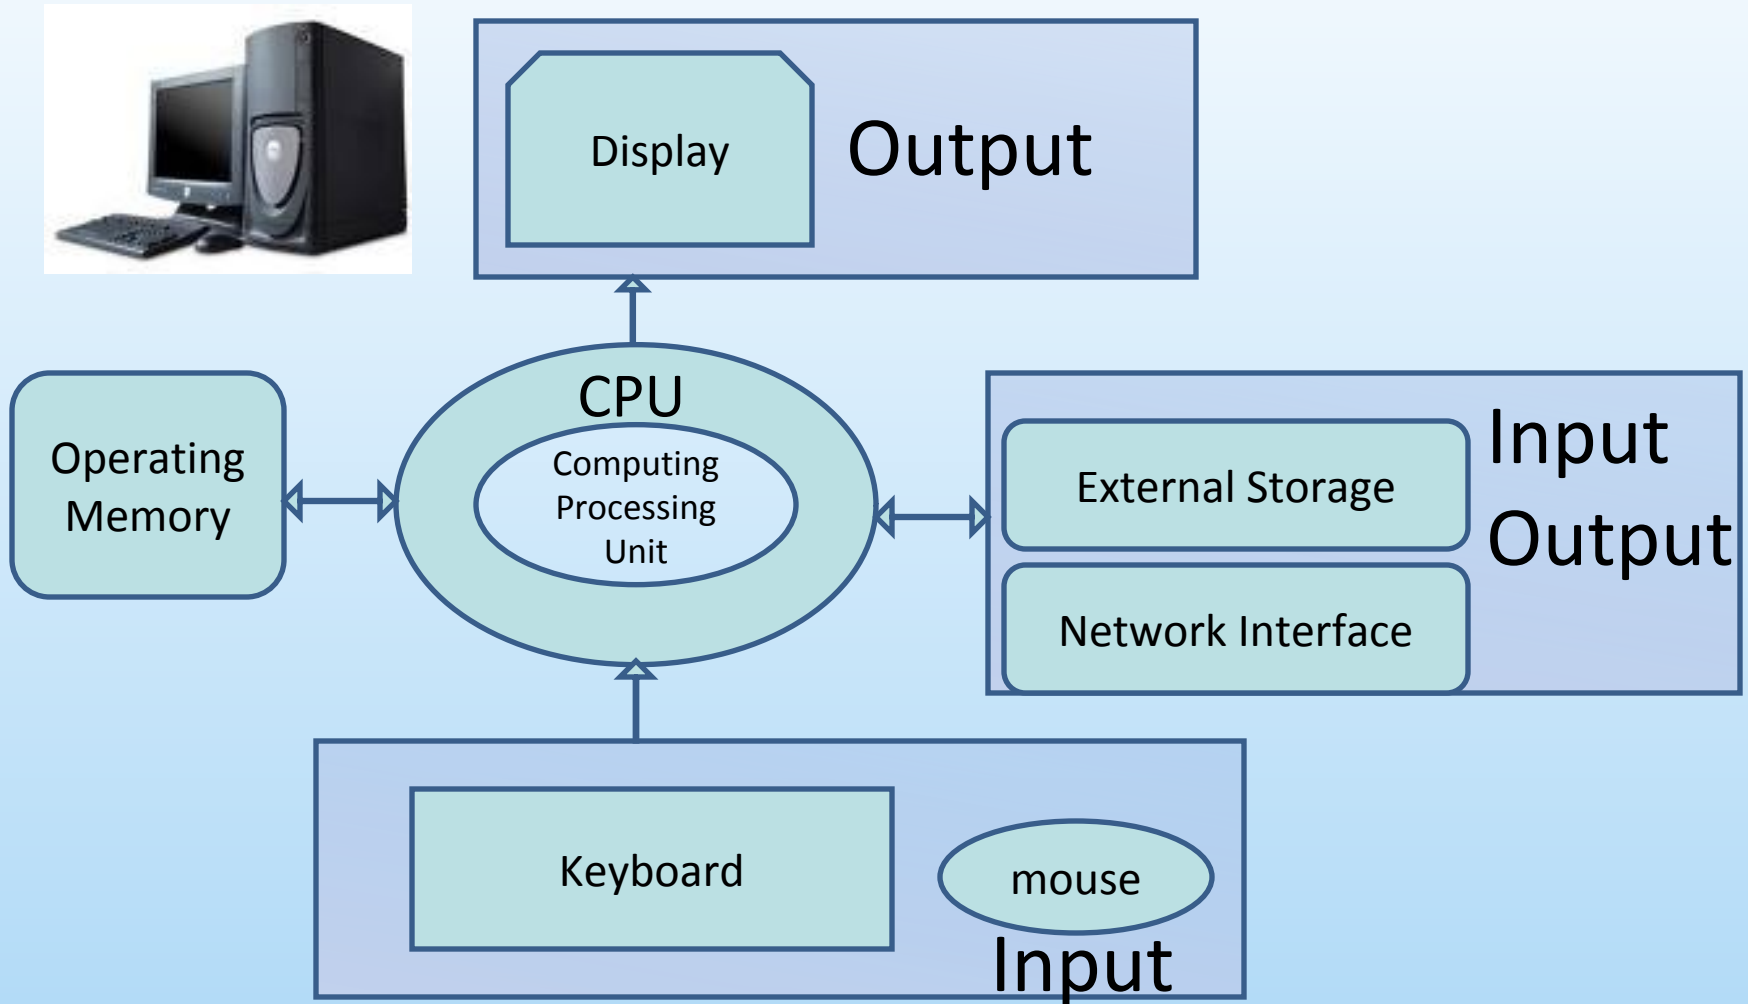 Display
Output
CPU
Computing
Processing
Unit
Operating
Memory
External Storage
Network Interface
Input
Output
Keyboard
mouse
Input